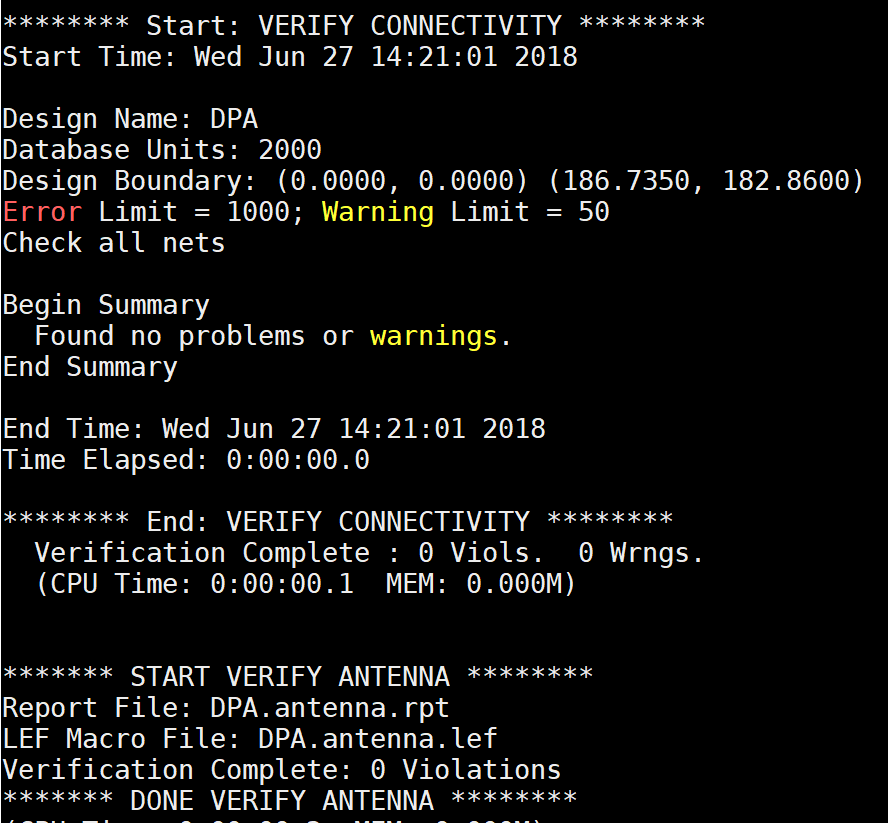 ******** Start: VERIFY CONNECTIVITY ********
Start Time: Wed Jun 27 14:21:01 2018
Design Name: DPA
Database Units: 2000
Design Boundary: (0.0000, 0.0000) (186.7350, 182.8600)
Error Limit = 1000; Warning Limit = 50
Check all nets
Begin Summary
  Found no problems or warnings.
End Summary
End Time: Wed Jun 27 14:21:01 2018
Time Elapsed: 0:00:00.0
******** End: VERIFY CONNECTIVITY ********
  Verification Complete : 0 Viols.  0 Wrngs.
  (CPU Time: 0:00:00.1  MEM: 0.000M)
******* START VERIFY ANTENNA ********
Report File: DPA.antenna.rpt
LEF Macro File: DPA.antenna.lef
Verification Complete: 0 Violations
******* DONE VERIFY ANTENNA ********